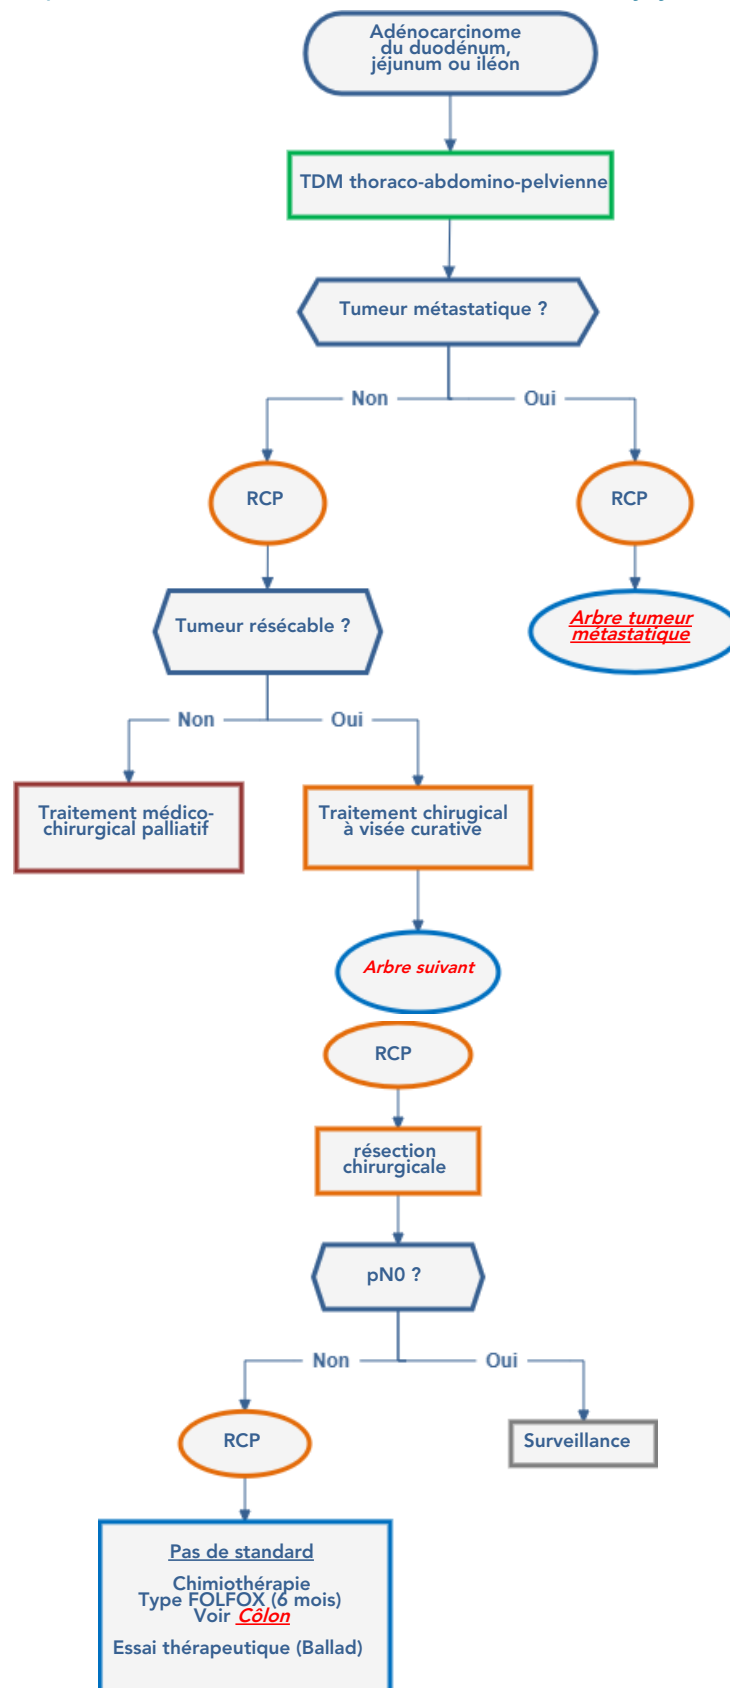 Adénocarcinome
du duodénum,
jéjunum ou iléon
TDM thoraco-abdomino-pelvienne
Tumeur métastatique ?
Non
Oui
RCP
RCP
Tumeur résécable ?
Arbre tumeur
métastatique
Non
Oui
Traitement médico-
chirurgical palliatif
Traitement chirugical
à visée curative
Arbre suivant
RCP
résection
chirurgicale
pN0 ?
Non
Oui
RCP
Surveillance
Pas de standard
Chimiothérapie
Type FOLFOX (6 mois)
Voir Côlon
Essai thérapeutique (Ballad)